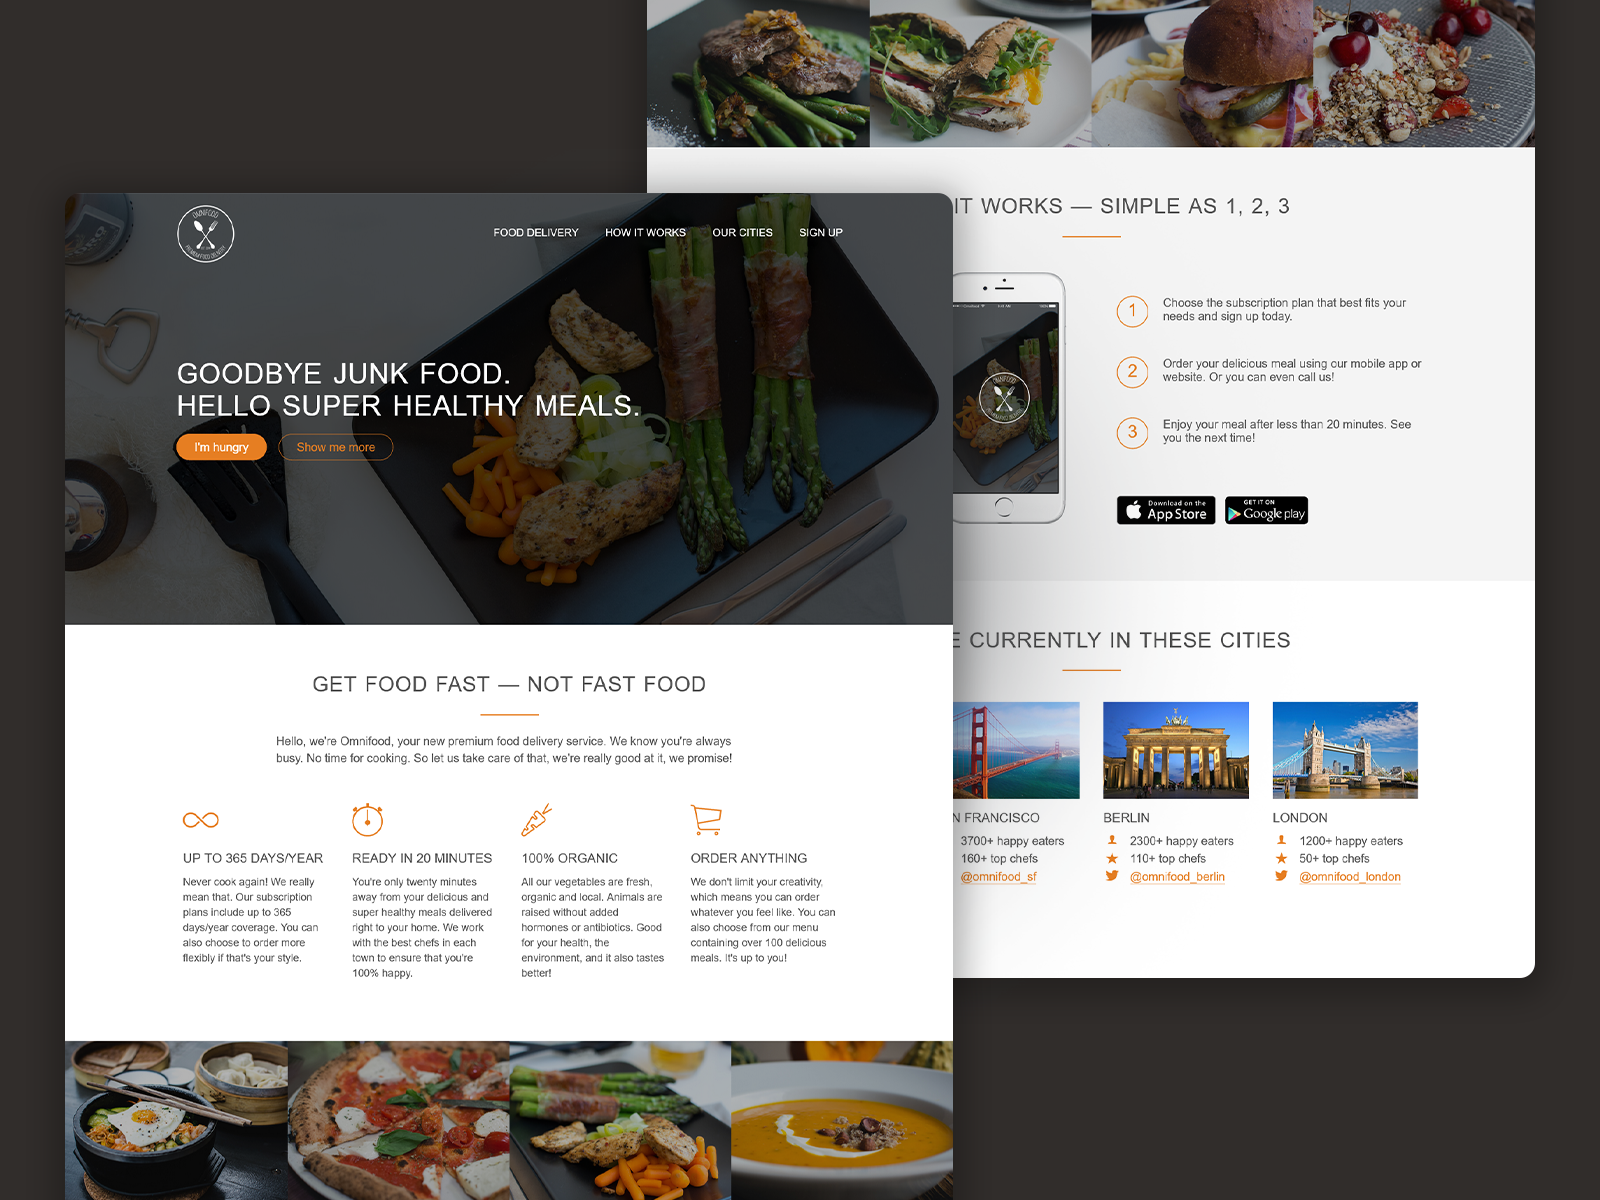 OMNIFOOD
FOOD DELIVERY
HOW IT WORKS
OUR CITIES
SIGN UP
GOODBYE JUNK FOOD.
HELLO SUPER HEALTHY MEALS.
I'm hungry
Show me more
GET FOOD FAST — NOT FAST FOOD
Hello, we're Omnifood, your new premium food delivery service. We know you're always
busy. No time for cooking. So let us take care of that, we're really good at it, we promise!
UP TO 365 DAYS/YEAR
Never cook again! We really
mean that. Our subscription
plans include up to 365
days/year coverage. You can
also choose to order more
flexibly if that's your style.
READY IN 20 MINUTES
You're only twenty minutes
away from your delicious and
super healthy meals delivered
right to your home. We work
with the best chefs in each
town to ensure that you're
100% happy.
100% ORGANIC
All our vegetables are fresh,
organic and local. Animals are
raised without added
hormones or antibiotics. Good
for your health, the
environment, and it also tastes
better!
ORDER ANYTHING
We don't limit your creativity,
which means you can order
whatever you feel like. You can
also choose from our menu
containing over 100 delicious
meals. It's up to you!
IT WORKS — SIMPLE AS 1, 2, 3
OMNIFOOD
1
Choose the subscription plan that best fits your
needs and sign up today.
2
Order your delicious meal using our mobile app or
website. Or you can even call us!
3
Enjoy your meal after less than 20 minutes. See
you the next time!
Download on the
App Store
GET IT ON
Google play
E CURRENTLY IN THESE CITIES
N FRANCISCO
3700+ happy eaters
160+ top chefs
@omnifood_sf
BERLIN
2300+ happy eaters
110+ top chefs
@omnifood_berlin
LONDON
1200+ happy eaters
50+ top chefs
@omnifood_london